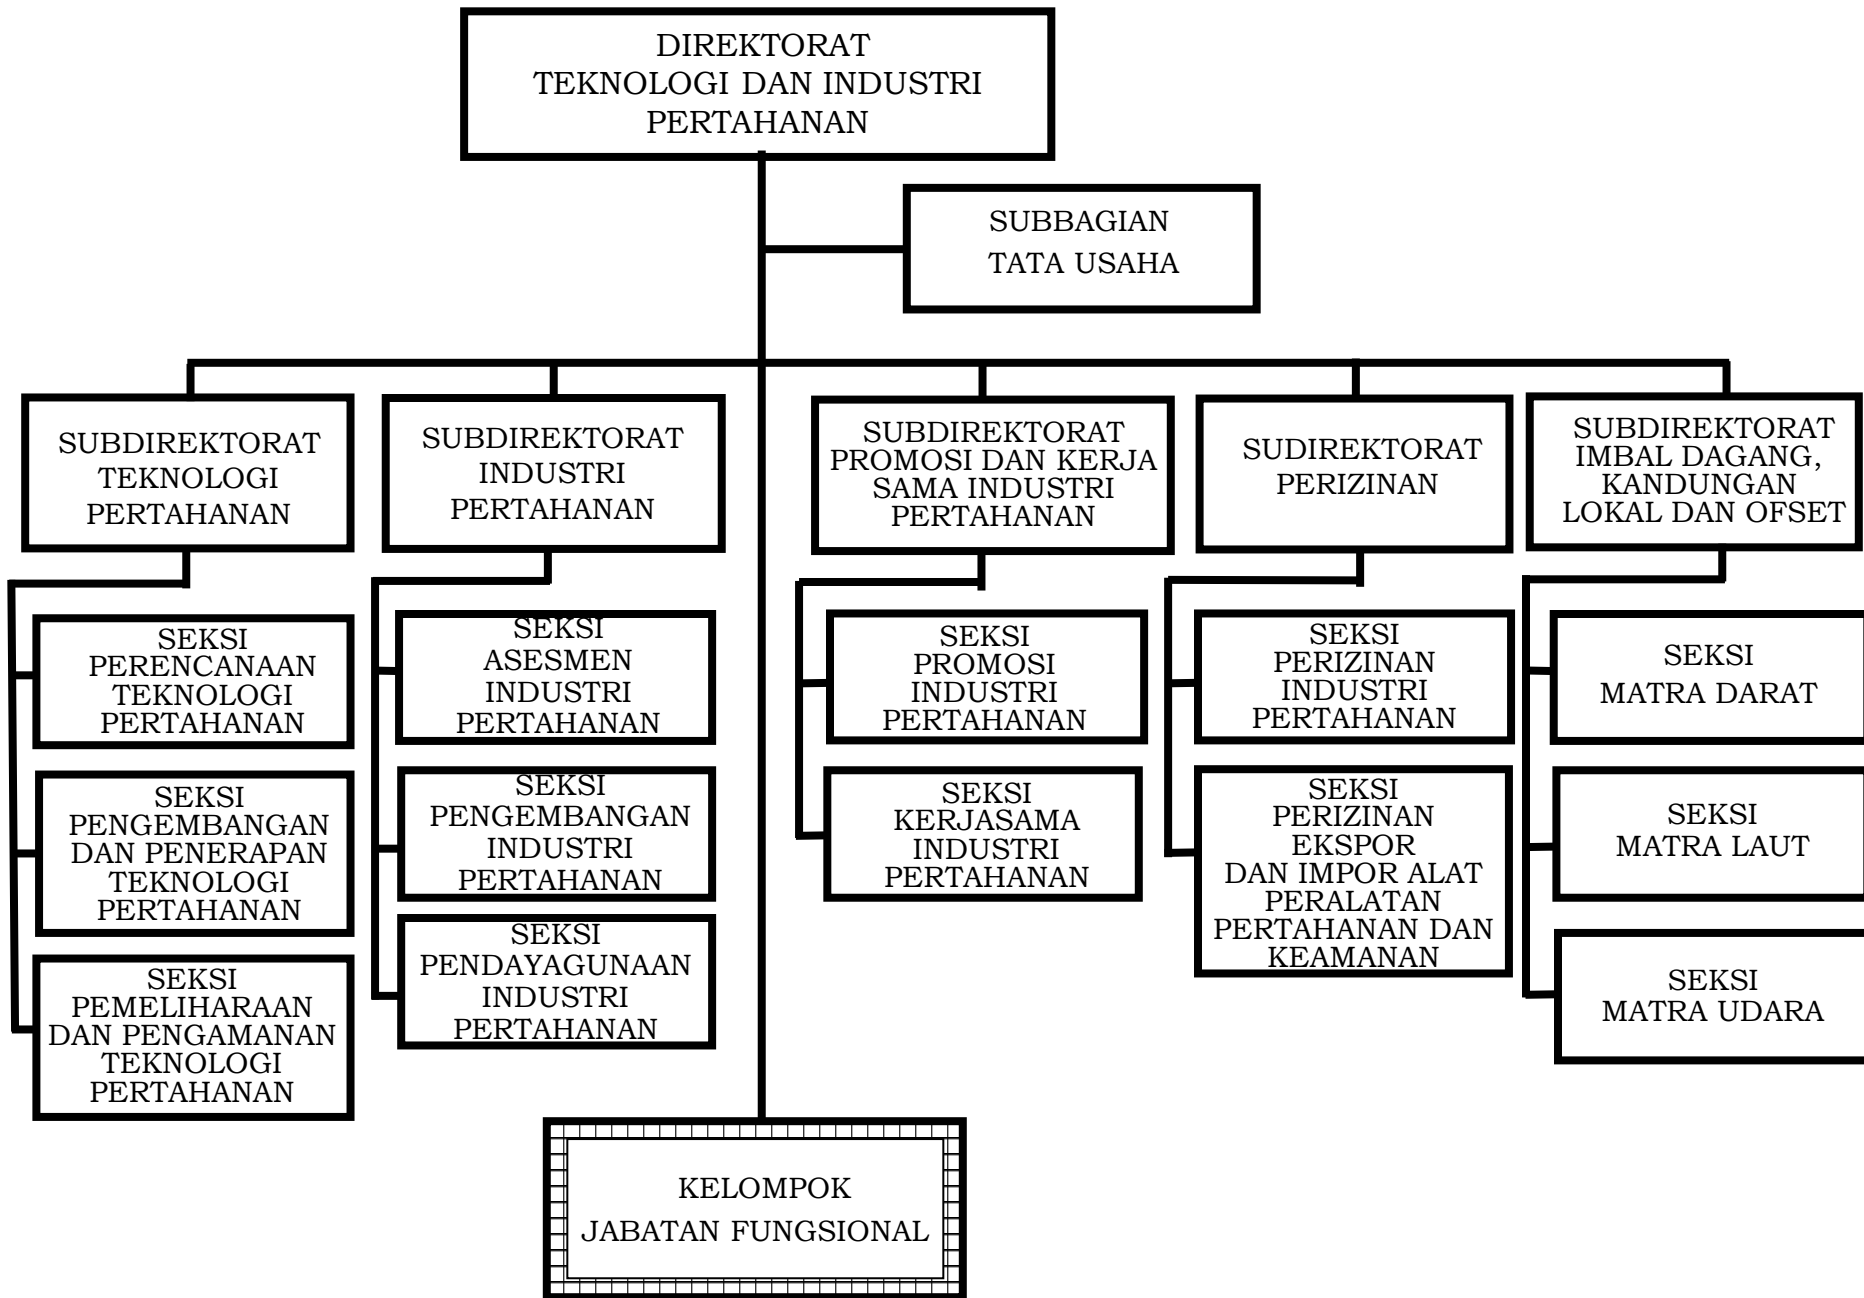 DIREKTORAT
TEKNOLOGI DAN INDUSTRI
PERTAHANAN
SUBBAGIAN
TATA USAHA
SUBDIREKTORAT
TEKNOLOGI
PERTAHANAN
SUBDIREKTORAT
INDUSTRI
PERTAHANAN
SUBDIREKTORAT
PROMOSI DAN KERJA
SAMA INDUSTRI
PERTAHANAN
SUDIREKTORAT
PERIZINAN
SUBDIREKTORAT
IMBAL DAGANG,
KANDUNGAN
LOKAL DAN OFSET
SEKSI
PERENCANAAN
TEKNOLOGI
PERTAHANAN
SEKSI
PENGEMBANGAN
DAN PENERAPAN
TEKNOLOGI
PERTAHANAN
SEKSI
PEMELIHARAAN
DAN PENGAMANAN
TEKNOLOGI
PERTAHANAN
SEKSI
ASESMEN
INDUSTRI
PERTAHANAN
SEKSI
PENGEMBANGAN
INDUSTRI
PERTAHANAN
SEKSI
PENDAYAGUNAAN
INDUSTRI
PERTAHANAN
SEKSI
PROMOSI
INDUSTRI
PERTAHANAN
SEKSI
KERJASAMA
INDUSTRI
PERTAHANAN
SEKSI
PERIZINAN
INDUSTRI
PERTAHANAN
SEKSI
PERIZINAN
EKSPOR
DAN IMPOR ALAT
PERALATAN
PERTAHANAN DAN
KEAMANAN
SEKSI
MATRA DARAT
SEKSI
MATRA LAUT
SEKSI
MATRA UDARA
KELOMPOK
JABATAN FUNGSIONAL